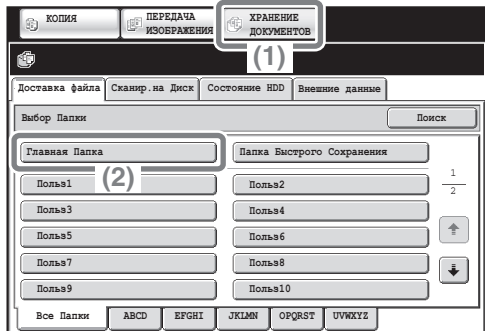 КОПИЯ
ПЕРЕДАЧА
ИЗОБРАЖЕНИЯ
ХРАНЕНИЕ
ДОКУМЕНТОВ
(1)
Доставка файла Сканир.на Диск Состояние HDD Внешние данные
Выбор Папки Поиск
Главная Папка Папка Быстрого Сохранения
(2)
Польз1 Польз2
1
2
Польз3 Польз4
Польз5 Польз6
Польз7 Польз8
Польз9 Польз10
Все Папки ABCD EFGHI JKLMN OPQRST UVWXYZ